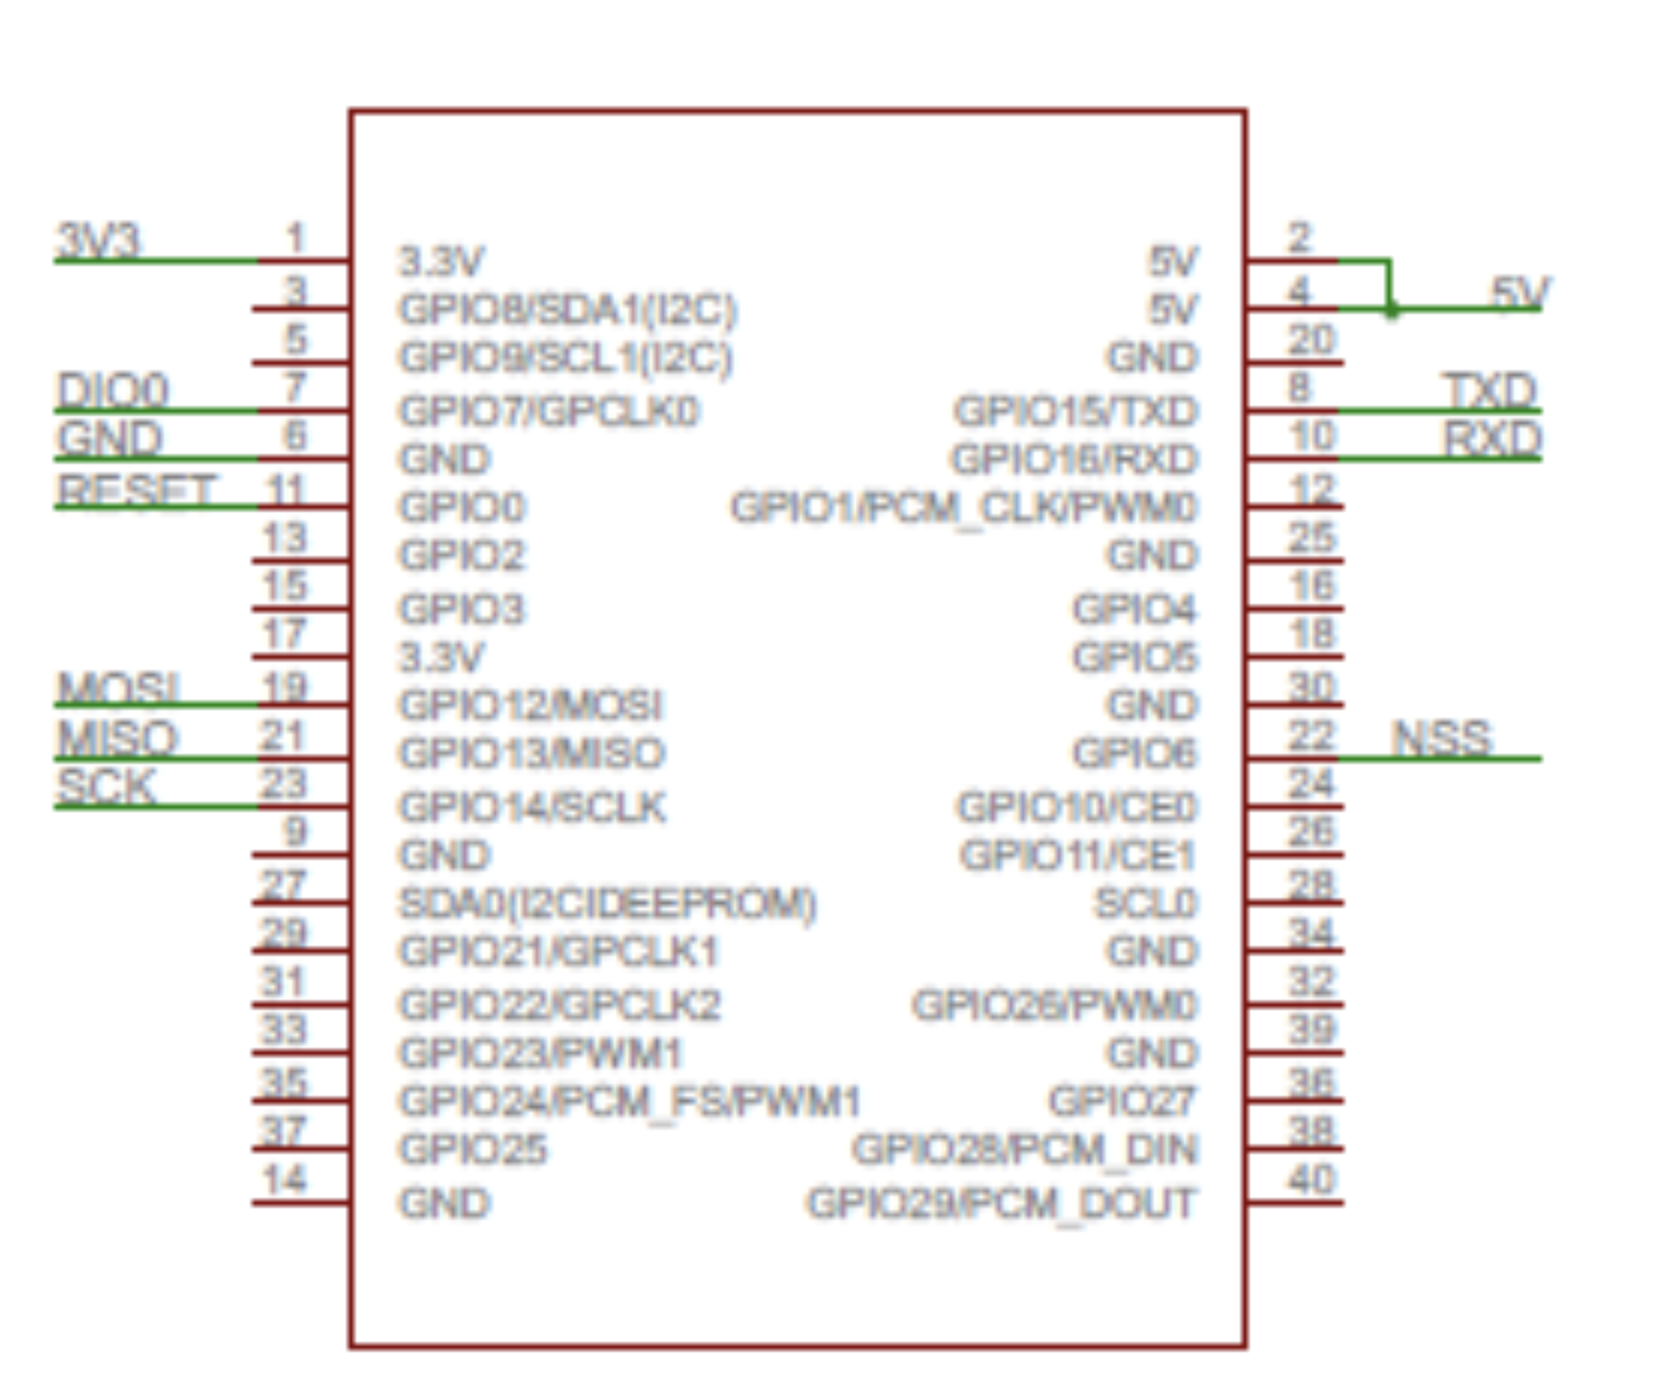 3V3 1 3.3V 5V 2
3 GPIO8/SDA1(I2C) 5V 4 5V
5 GPIO9/SCL1(I2C) GND 20
DIO0 7 GPIO7/GPCLK0 GPIO15/TXD 8 TXD
GND 6 GND GPIO16/RXD 10 RXD
RESET 11 GPIO0 GPIO1/PCM_CLK/PWM0 12
13 GPIO2 GND 25
15 GPIO3 GPIO4 16
17 3.3V GPIO5 18
MOSI 19 GPIO12/MOSI GND 30
MISO 21 GPIO13/MISO GPIO6 22 NSS
SCK 23 GPIO14/SCLK GPIO10/CE0 24
9 GND GPIO11/CE1 26
27 SDA0(I2CIDEEPROM) SCL0 28
29 GPIO21/GPCLK1 GND 34
31 GPIO22/GPCLK2 GPIO26/PWM0 32
33 GPIO23/PWM1 GND 39
35 GPIO24/PCM_FS/PWM1 GPIO27 36
37 GPIO25 GPIO28/PCM_DIN 38
14 GND GPIO29/PCM_DOUT 40